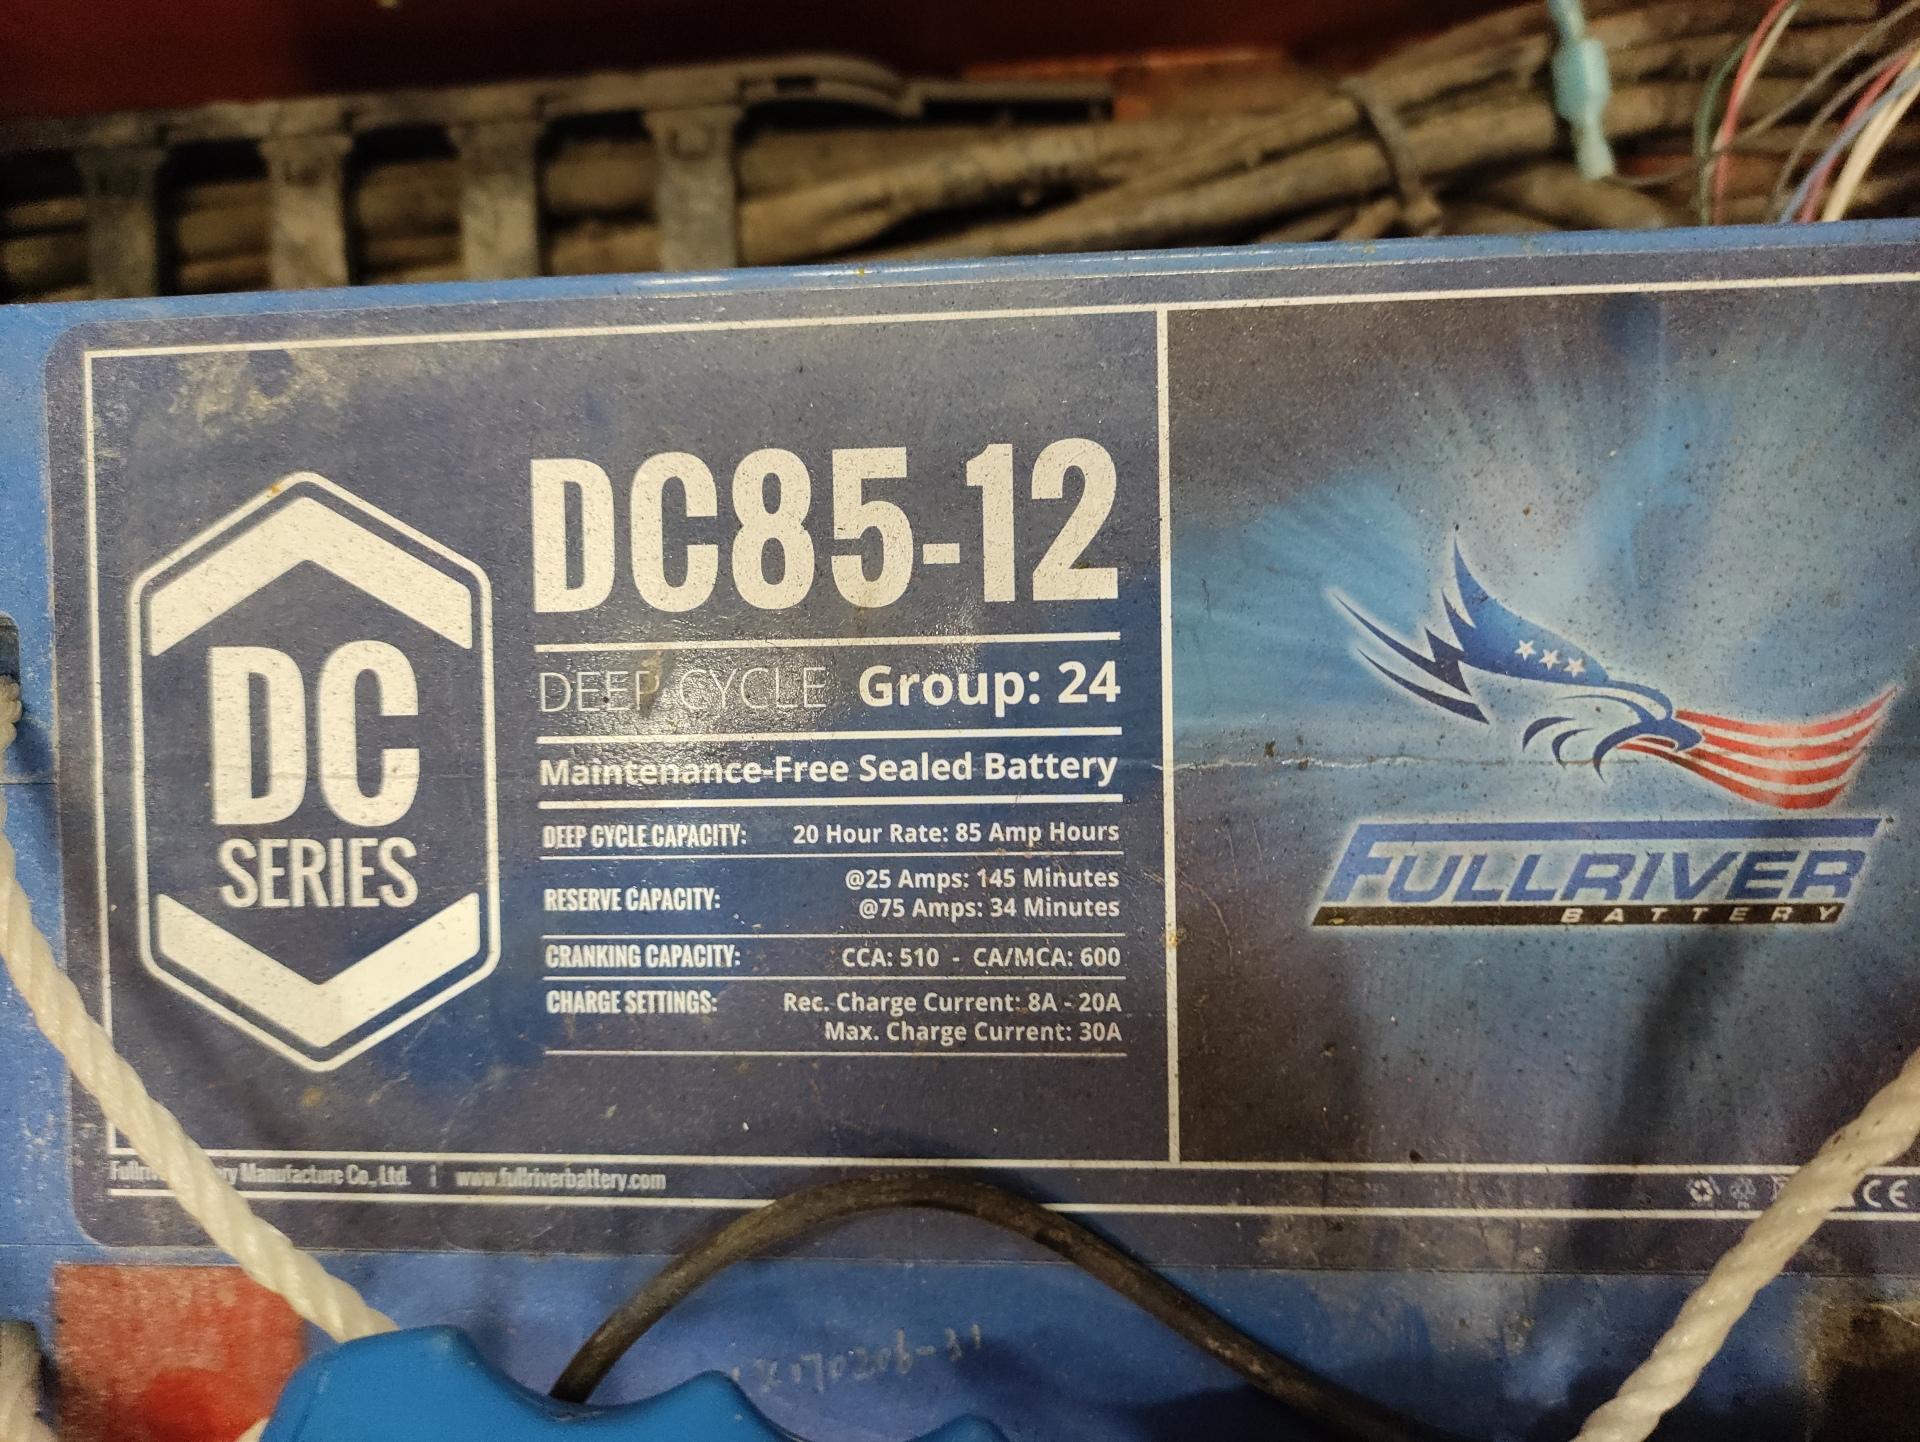 DC85-12
DC
SERIES
DEEP CYCLE Group: 24
Maintenance-Free Sealed Battery
DEEP CYCLE CAPACITY: 20 Hour Rate: 85 Amp Hours
RESERVE CAPACITY: @25 Amps: 145 Minutes
@75 Amps: 34 Minutes
CRANKING CAPACITY: CCA: 510 - CA/MCA: 600
CHARGE SETTINGS: Rec. Charge Current: 8A - 20A
Max. Charge Current: 30A
FULLRIVER
BATTERY
Manufacture Co., Ltd. | www.fullriverbattery.com
CE